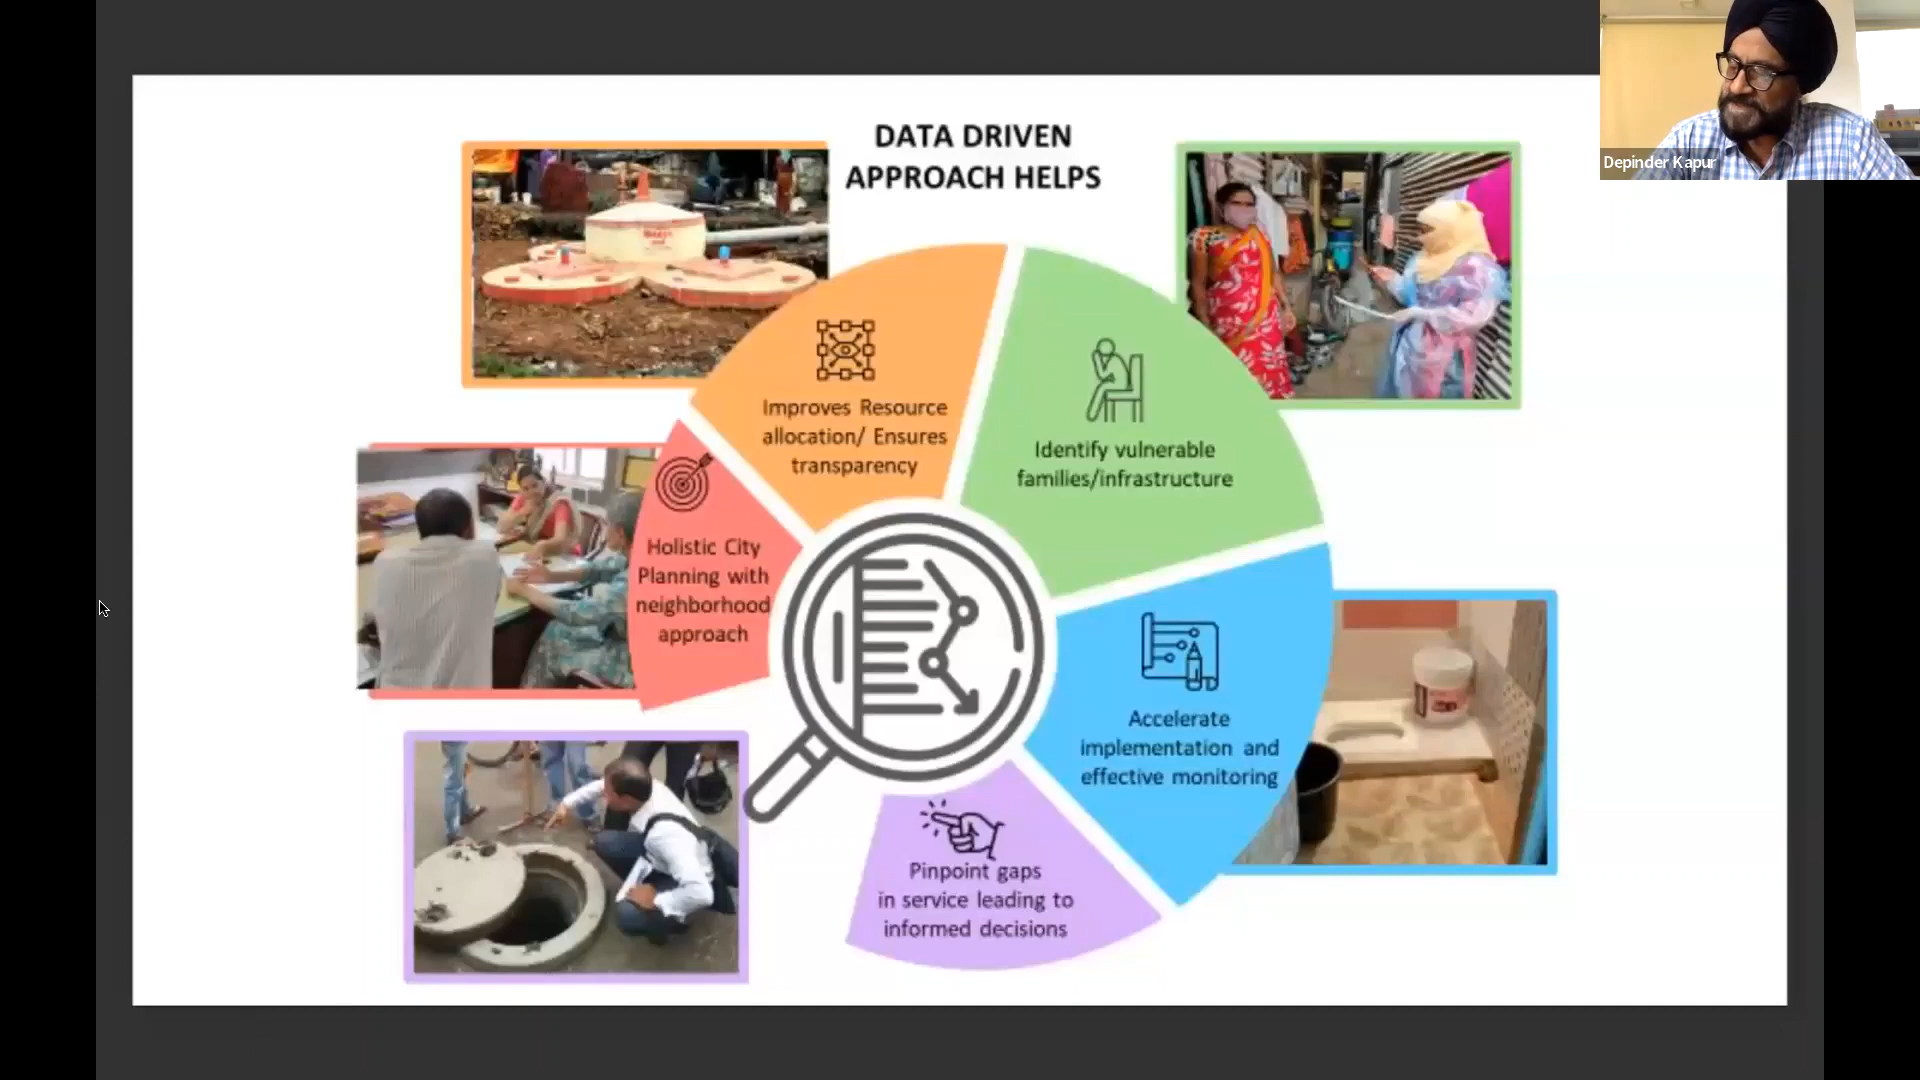 DATA DRIVEN
APPROACH HELPS
Depinder Kapur
Improves Resource
allocation/ Ensures
transparency
Identify vulnerable
families/infrastructure
Holistic City
Planning with
neighborhood
approach
Accelerate
implementation and
effective monitoring
Pinpoint gaps
in service leading to
informed decisions